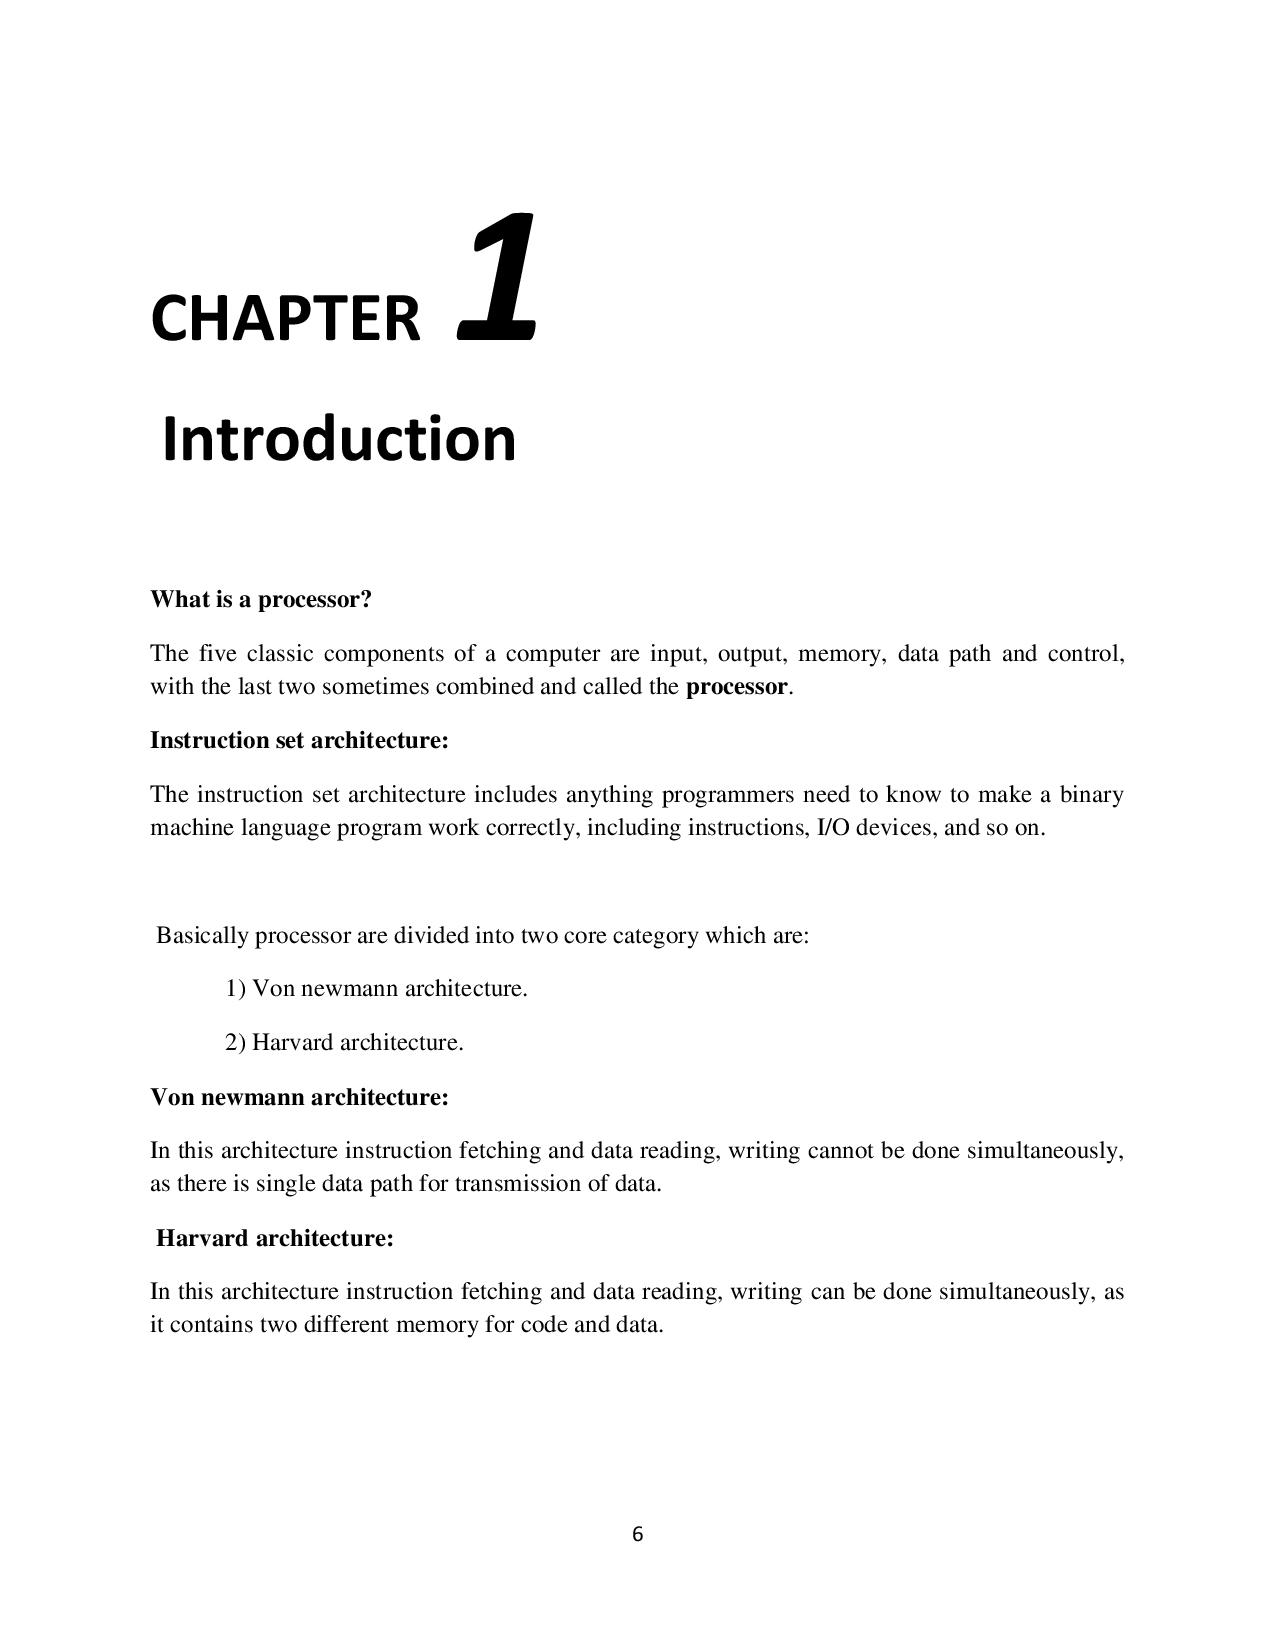 CHAPTER 1
Introduction
What is a processor?
The five classic components of a computer are input, output, memory, data path and control,
with the last two sometimes combined and called the processor.
Instruction set architecture:
The instruction set architecture includes anything programmers need to know to make a binary
machine language program work correctly, including instructions, I/O devices, and so on.
Basically processor are divided into two core category which are:
1) Von newmann architecture.
2) Harvard architecture.
Von newmann architecture:
In this architecture instruction fetching and data reading, writing cannot be done simultaneously,
as there is single data path for transmission of data.
Harvard architecture:
In this architecture instruction fetching and data reading, writing can be done simultaneously, as
it contains two different memory for code and data.
6